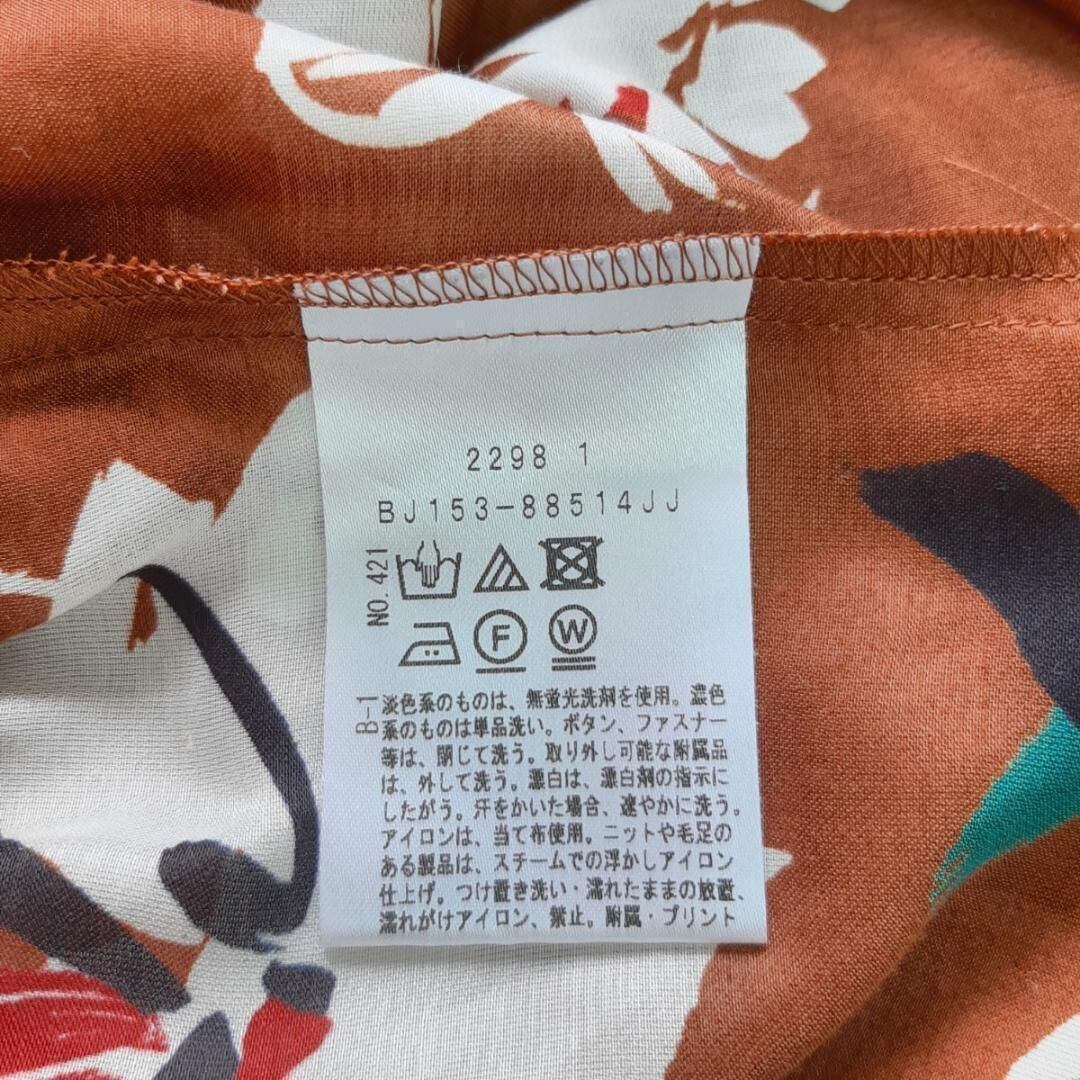 2298 1
BJ153-88514JJ
NO.421
F
W
B-1
淡色系のものは、無蛍光洗剤を使用。濃色
系のものは単品洗い。ボタン、ファスナー
等は、閉じて洗う。取り外し可能な附属品
は、外して洗う。漂白は、漂白剤の指示に
したがう。汗をかいた場合、速やかに洗う。
アイロンは、当て布使用。ニットや毛足の
ある製品は、スチームでの浮かしアイロン
仕上げ。つけ置き洗い・濡れたままの放置、
濡れがけアイロン、禁止。附属・プリント